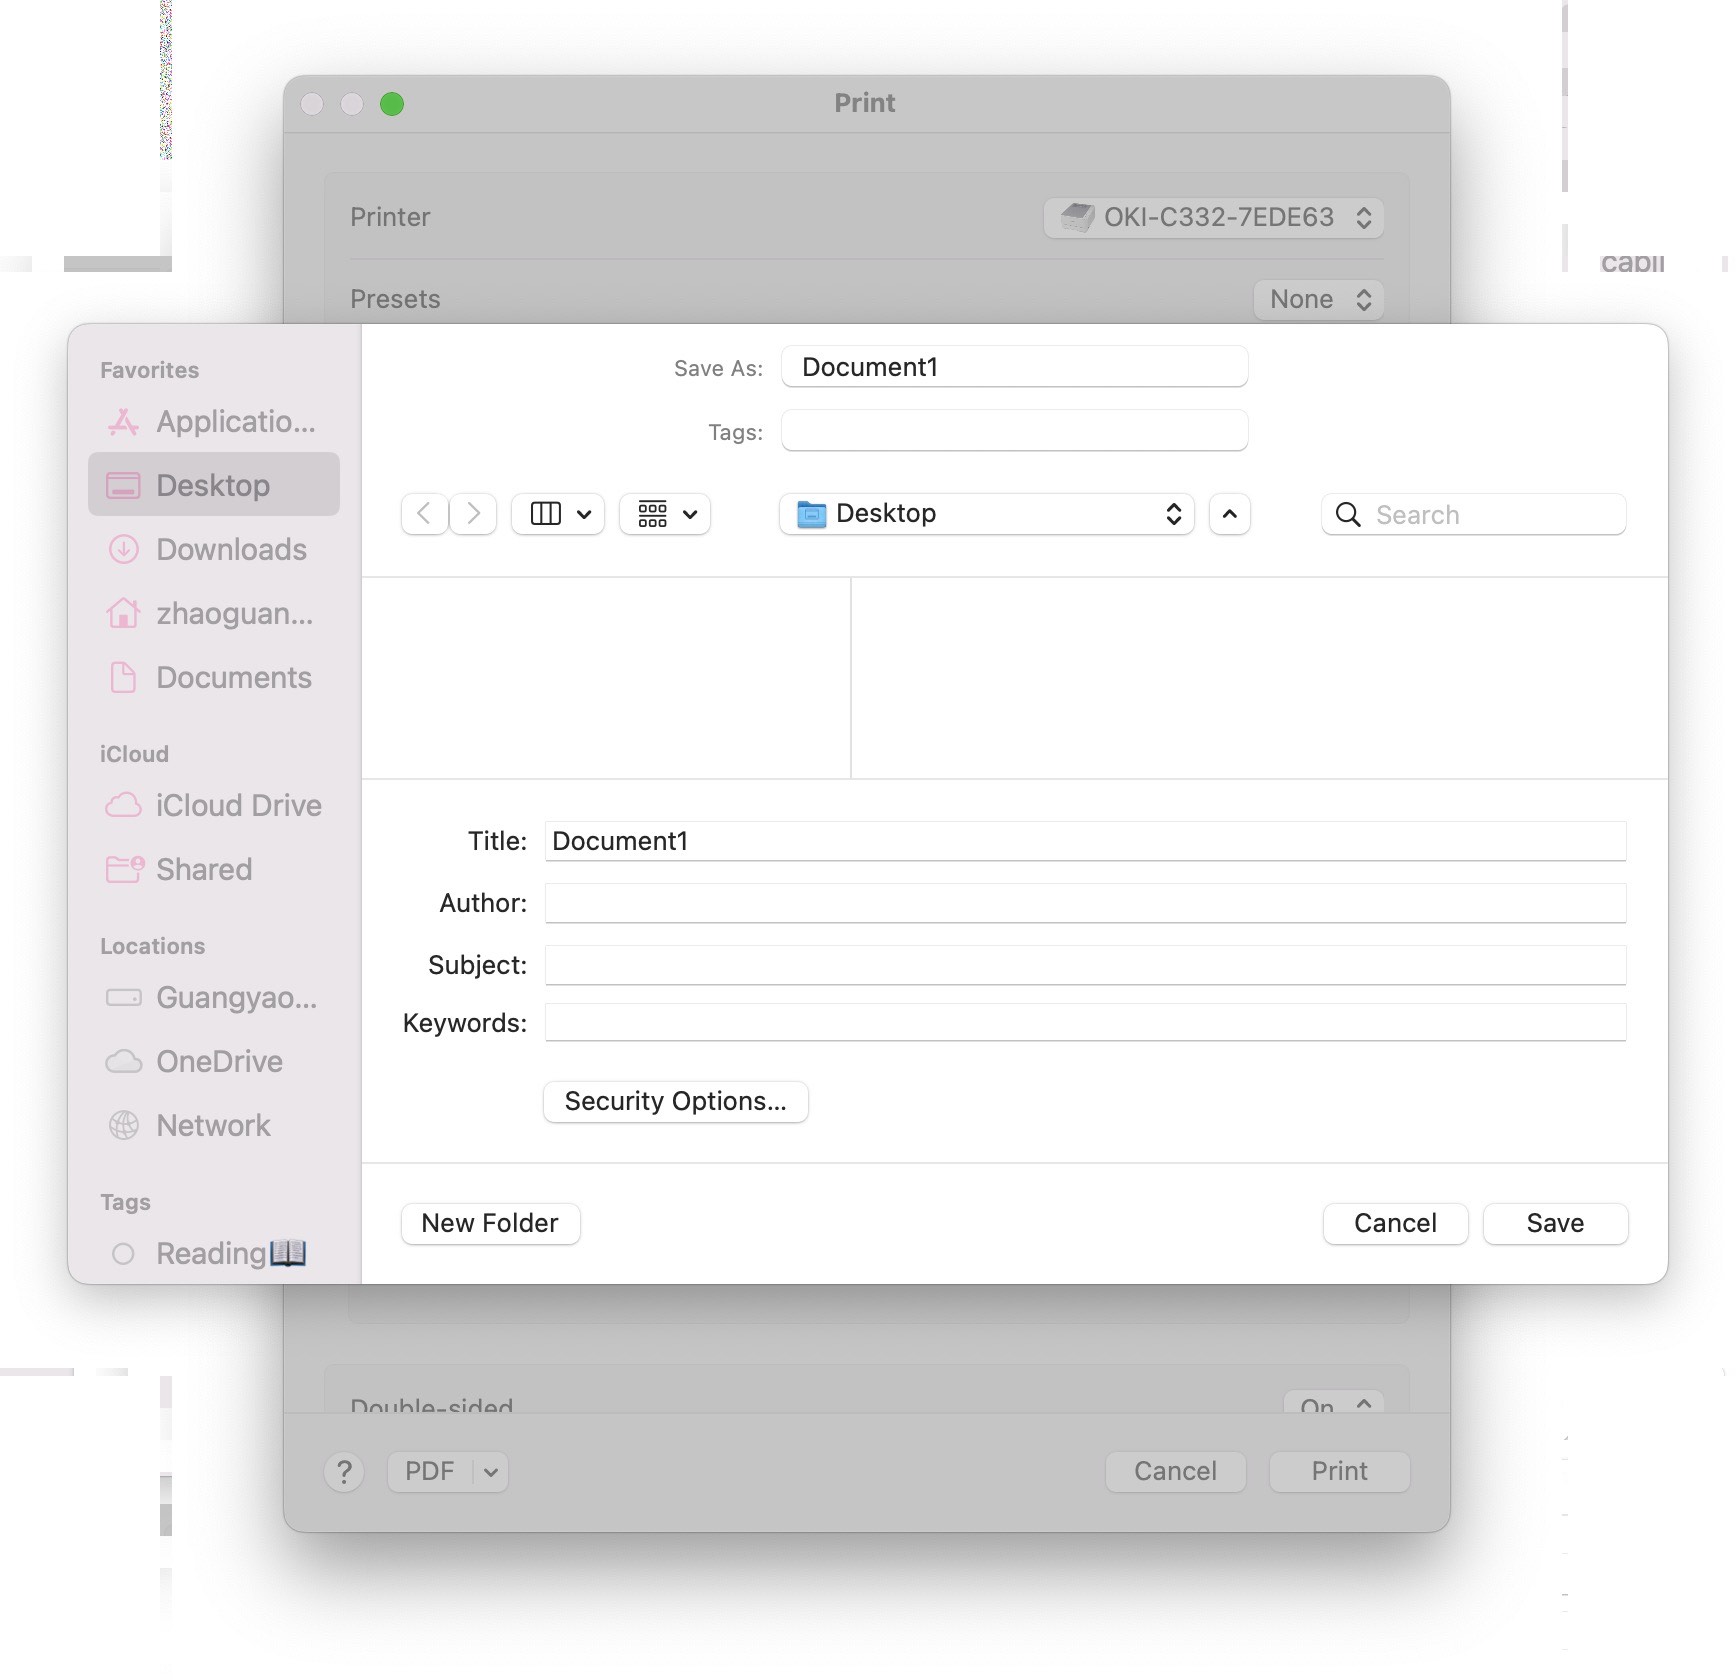 Print
Printer OKI-C332-7EDE63
Presets None
Favorites
Applicatio...
Desktop
Downloads
zhaoguan...
Documents
iCloud
iCloud Drive
Shared
Locations
Guangyao...
OneDrive
Network
Tags
Reading📖
Save As: Document1
Tags:
Desktop
Search
Title: Document1
Author:
Subject:
Keywords:
Security Options...
New Folder
Cancel
Save
Double-sided On
? PDF
Cancel
Print